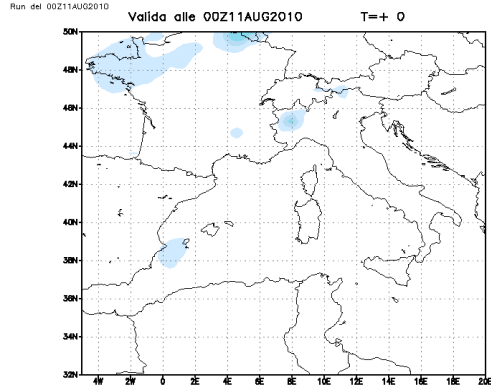 Run del 00Z11AUG2010
Valida alle 00Z11AUG2010 T=+ 0
50N
48N
46N
44N
42N
40N
38N
36N
34N
32N
4W 2W 0 2E 4E 6E 8E 10E 12E 14E 16E 18E 20E